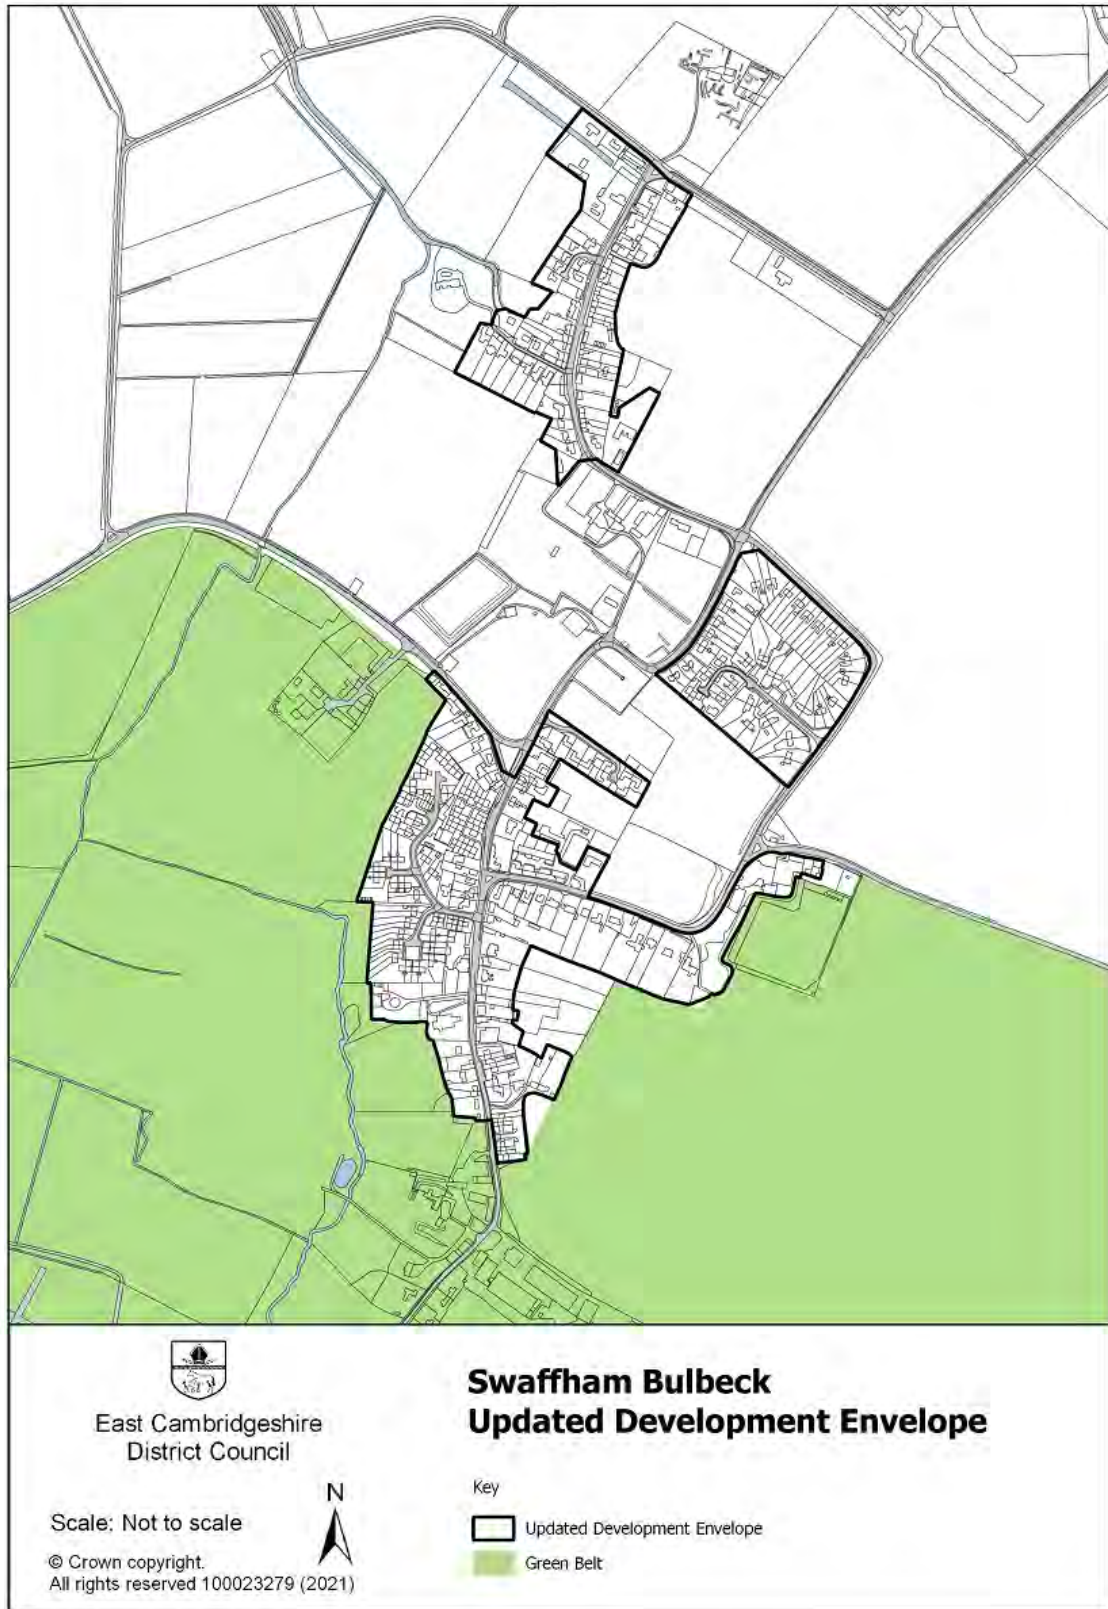 East Cambridgeshire
District Council
Scale: Not to scale
N
© Crown copyright.
All rights reserved 100023279 (2021)
Swaffham Bulbeck
Updated Development Envelope
Key
Updated Development Envelope
Green Belt